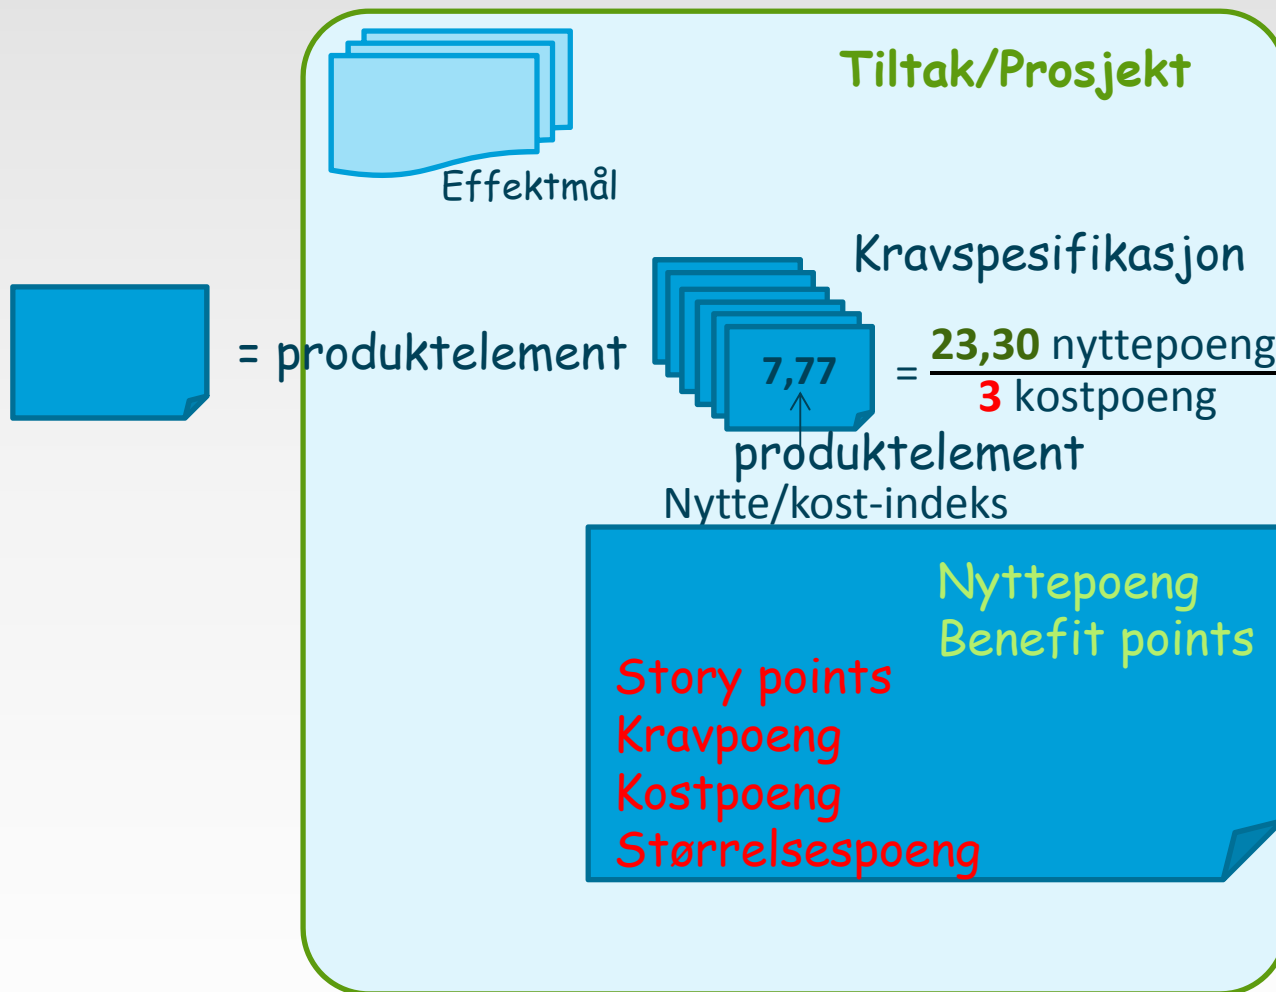 Tiltak/Prosjekt
Effektmål
Kravspesifikasjon
= produktelement
7,77
= 23,30 nyttepoeng
3 kostpoeng
produktelement
Nytte/kost-indeks
Nyttepoeng
Benefit points
Story points
Kravpoeng
Kostpoeng
Størrelsespoeng